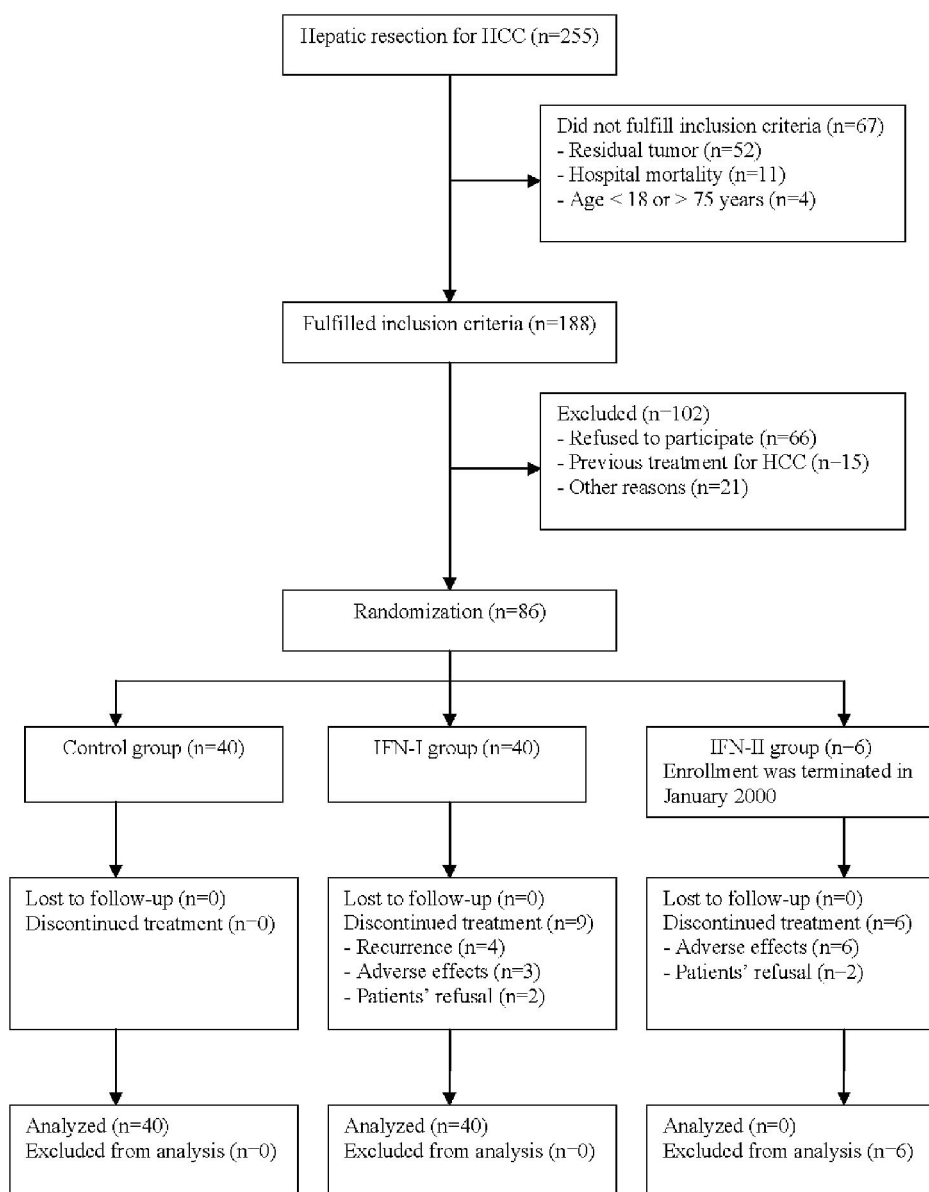 Hepatic resection for HCC (n=255)
Did not fulfill inclusion criteria (n=67)
- Residual tumor (n=52)
- Hospital mortality (n=11)
- Age < 18 or > 75 years (n=4)
Fulfilled inclusion criteria (n=188)
Excluded (n=102)
- Refused to participate (n=66)
- Previous treatment for HCC (n=15)
- Other reasons (n=21)
Randomization (n=86)
Control group (n=40)
IFN-I group (n=40)
IFN-II group (n=6)
Enrollment was terminated in
January 2000
Lost to follow-up (n=0)
Discontinued treatment (n=0)
Lost to follow-up (n=0)
Discontinued treatment (n=9)
- Recurrence (n=4)
- Adverse effects (n=3)
- Patients’ refusal (n=2)
Lost to follow-up (n=0)
Discontinued treatment (n=6)
- Adverse effects (n=6)
- Patients’ refusal (n=2)
Analyzed (n=40)
Excluded from analysis (n=0)
Analyzed (n=40)
Excluded from analysis (n=0)
Analyzed (n=0)
Excluded from analysis (n=6)